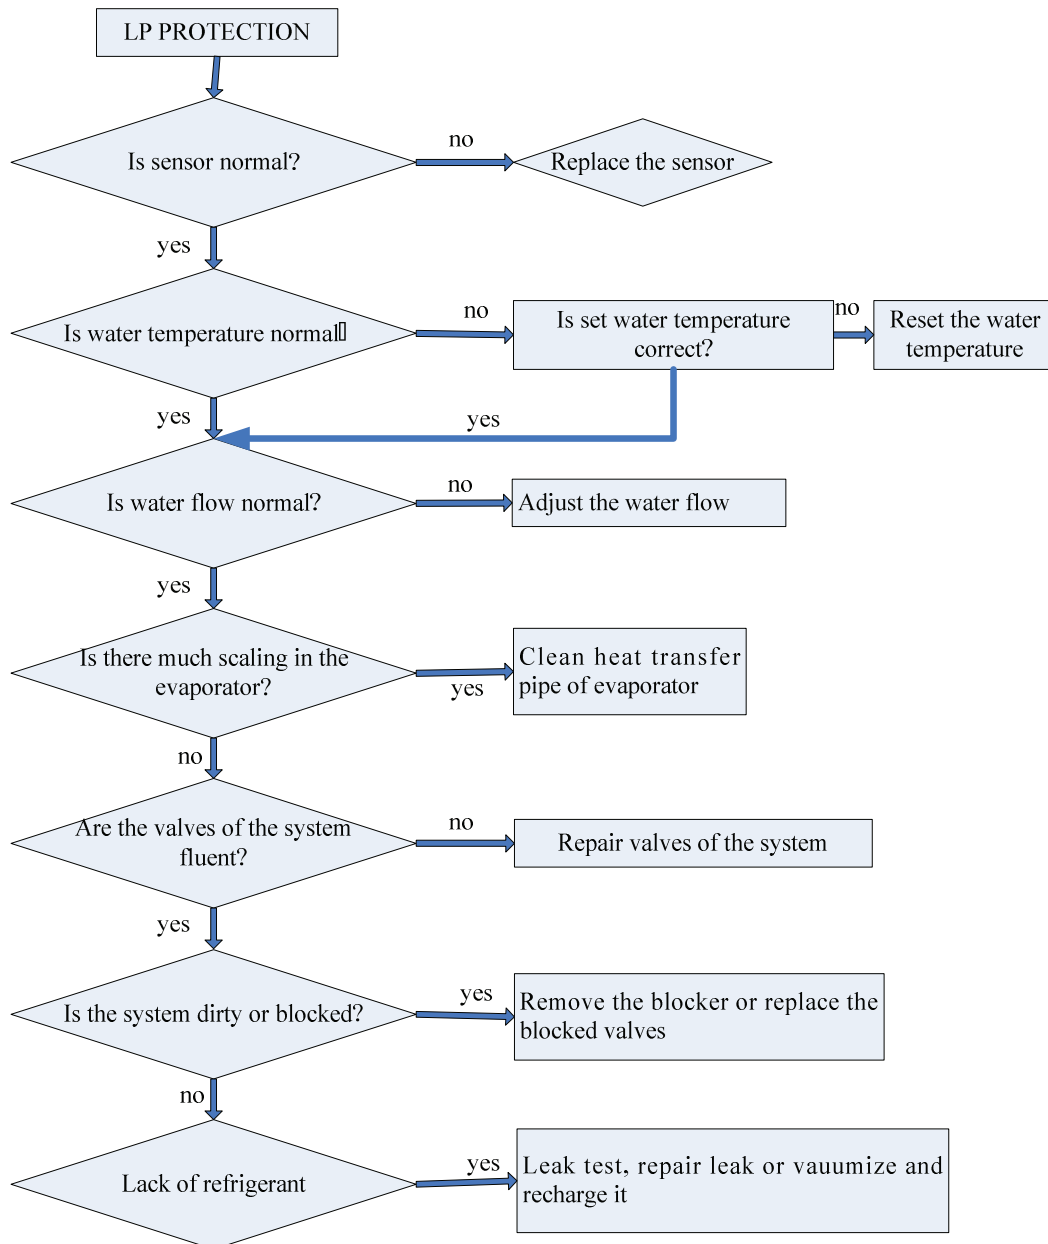 LP PROTECTION
Is sensor normal?
no
Replace the sensor
yes
Is water temperature normal▯
no
Is set water temperature
correct?
no
Reset the water
temperature
yes
yes
Is water flow normal?
no
Adjust the water flow
yes
Is there much scaling in the
evaporator?
yes
Clean heat transfer
pipe of evaporator
no
Are the valves of the system
fluent?
no
Repair valves of the system
yes
Is the system dirty or blocked?
yes
Remove the blocker or replace the
blocked valves
no
Lack of refrigerant
yes
Leak test, repair leak or vauumize and
recharge it